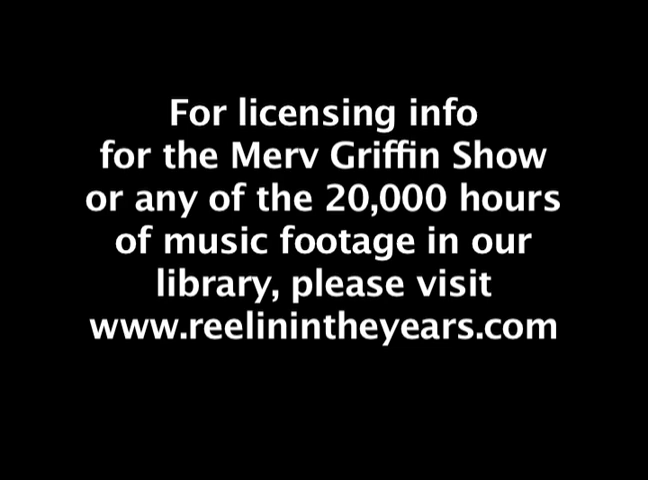 For licensing info
for the Merv Griffin Show
or any of the 20,000 hours
of music footage in our
library, please visit
www.reelinintheyears.com